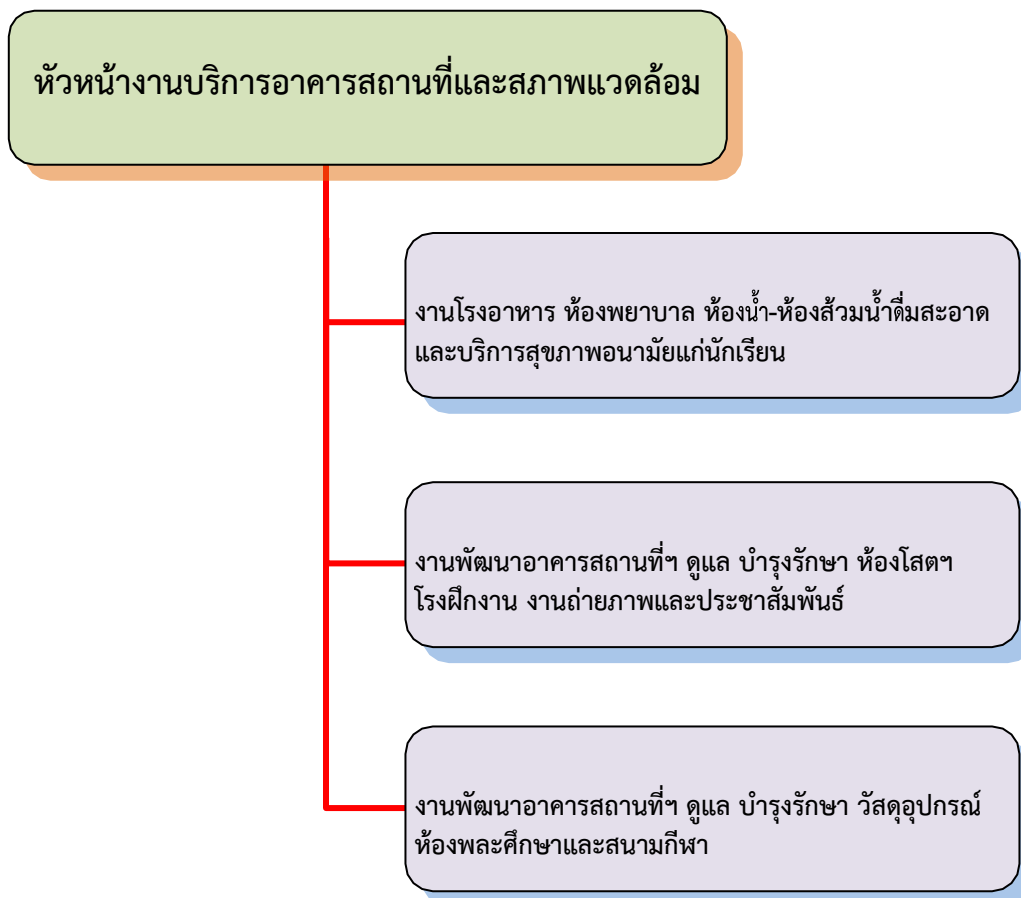 หัวหน้างานบริการอาคารสถานที่และสภาพแวดล้อม
งานโรงอาหาร ห้องพยาบาล ห้องน้ำ-ห้องส้วมน้ำดื่มสะอาด
และบริการสุขภาพอนามัยแก่นักเรียน
งานพัฒนาอาคารสถานที่ฯ ดูแล บำรุงรักษา ห้องโสตฯ
โรงฝึกงาน งานถ่ายภาพและประชาสัมพันธ์
งานพัฒนาอาคารสถานที่ฯ ดูแล บำรุงรักษา วัสดุอุปกรณ์
ห้องพละศึกษาและสนามกีฬา